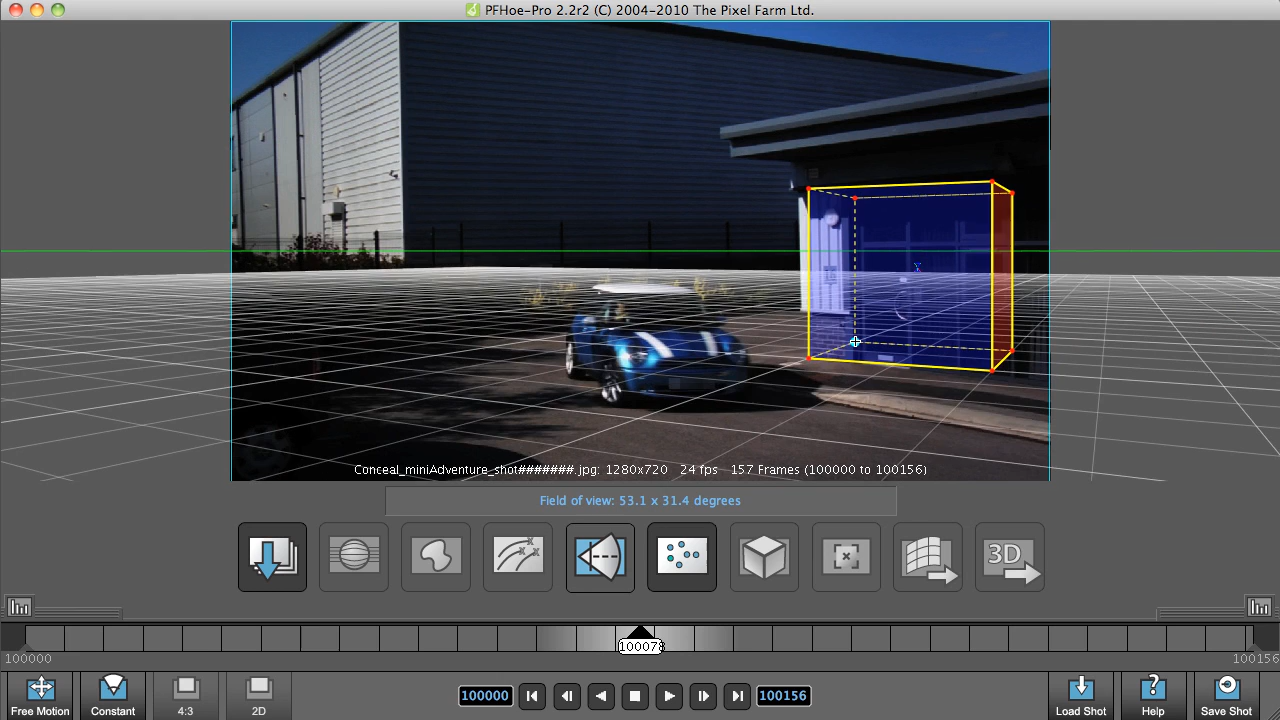 PFHoe-Pro 2.2r2 (C) 2004-2010 The Pixel Farm Ltd.
Conceal_miniAdventure_shot#######.jpg: 1280x720 24 fps 157 Frames (100000 to 100156)
Field of view: 53.1 x 31.4 degrees
3D
100078
100000
100156
100000
100156
Free Motion
Constant
4:3
2D
Load Shot
Help
Save Shot